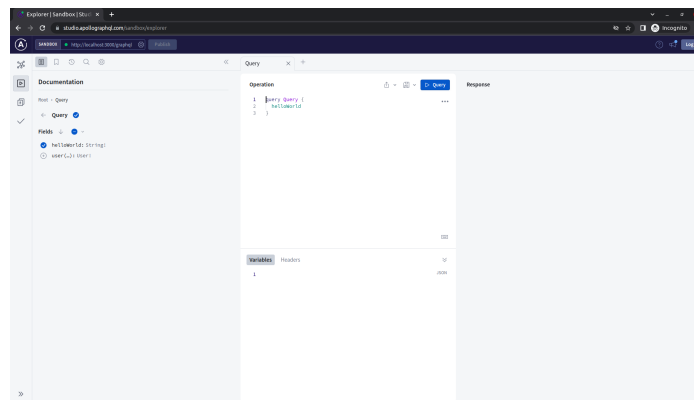 Explorer | Sandbox | Studi
studio.apollographql.com/sandbox/explorer
Incognito
SANDBOX http://localhost:3000/graphql Publish
Log
Query
Documentation
Root › Query
Query
Fields
helloWorld: String!
user(…): User!
Operation
Query
1 query Query {
2 helloWorld
3 }
Response
Variables Headers
1
JSON